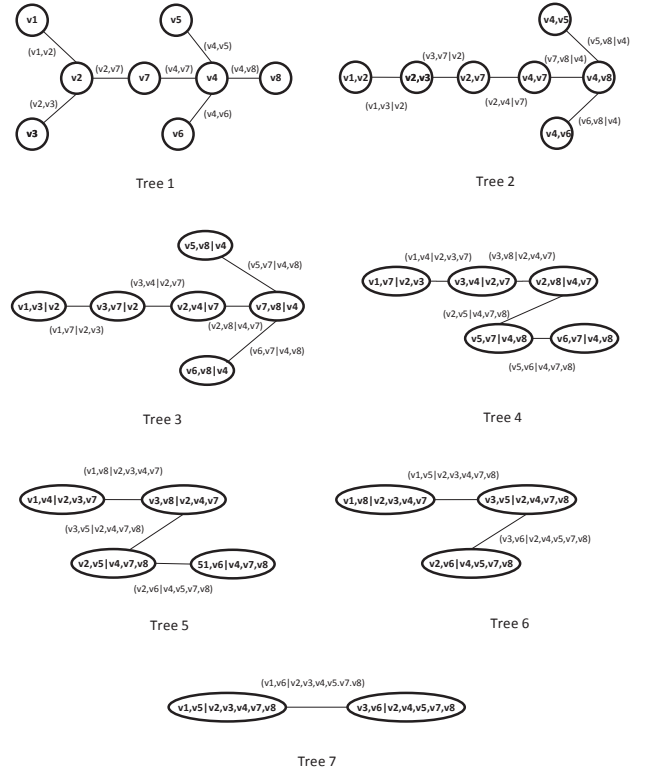 v1
v5
(v1,v2)
(v4,v5)
v2
(v2,v7)
v7
(v4,v7)
v4
(v4,v8)
v8
(v2,v3)
(v4,v6)
v3
v6
Tree 1
v4,v5
(v5,v8|v4)
(v3,v7|v2)
(v7,v8|v4)
v1,v2
v2,v3
v2,v7
v4,v7
v4,v8
(v1,v3|v2)
(v2,v4|v7)
(v6,v8|v4)
v4,v6
Tree 2
v5,v8|v4
(v5,v7|v4,v8)
(v3,v4|v2,v7)
v1,v3|v2
v3,v7|v2
v2,v4|v7
v7,v8|v4
(v1,v7|v2,v3)
(v2,v8|v4,v7)
(v6,v7|v4,v8)
v6,v8|v4
Tree 3
(v1,v4|v2,v3,v7)
(v3,v8|v2,v4,v7)
v1,v7|v2,v3
v3,v4|v2,v7
v2,v8|v4,v7
(v2,v5|v4,v7,v8)
v5,v7|v4,v8
v6,v7|v4,v8
(v5,v6|v4,v7,v8)
Tree 4
(v1,v8|v2,v3,v4,v7)
v1,v4|v2,v3,v7
v3,v8|v2,v4,v7
(v3,v5|v2,v4,v7,v8)
v2,v5|v4,v7,v8
51,v6|v4,v7,v8
(v2,v6|v4,v5,v7,v8)
Tree 5
(v1,v5|v2,v3,v4,v7,v8)
v1,v8|v2,v3,v4,v7
v3,v5|v2,v4,v7,v8
(v3,v6|v2,v4,v5,v7,v8)
v2,v6|v4,v5,v7,v8
Tree 6
(v1,v6|v2,v3,v4,v5.v7.v8)
v1,v5|v2,v3,v4,v7,v8
v3,v6|v2,v4,v5,v7,v8
Tree 7